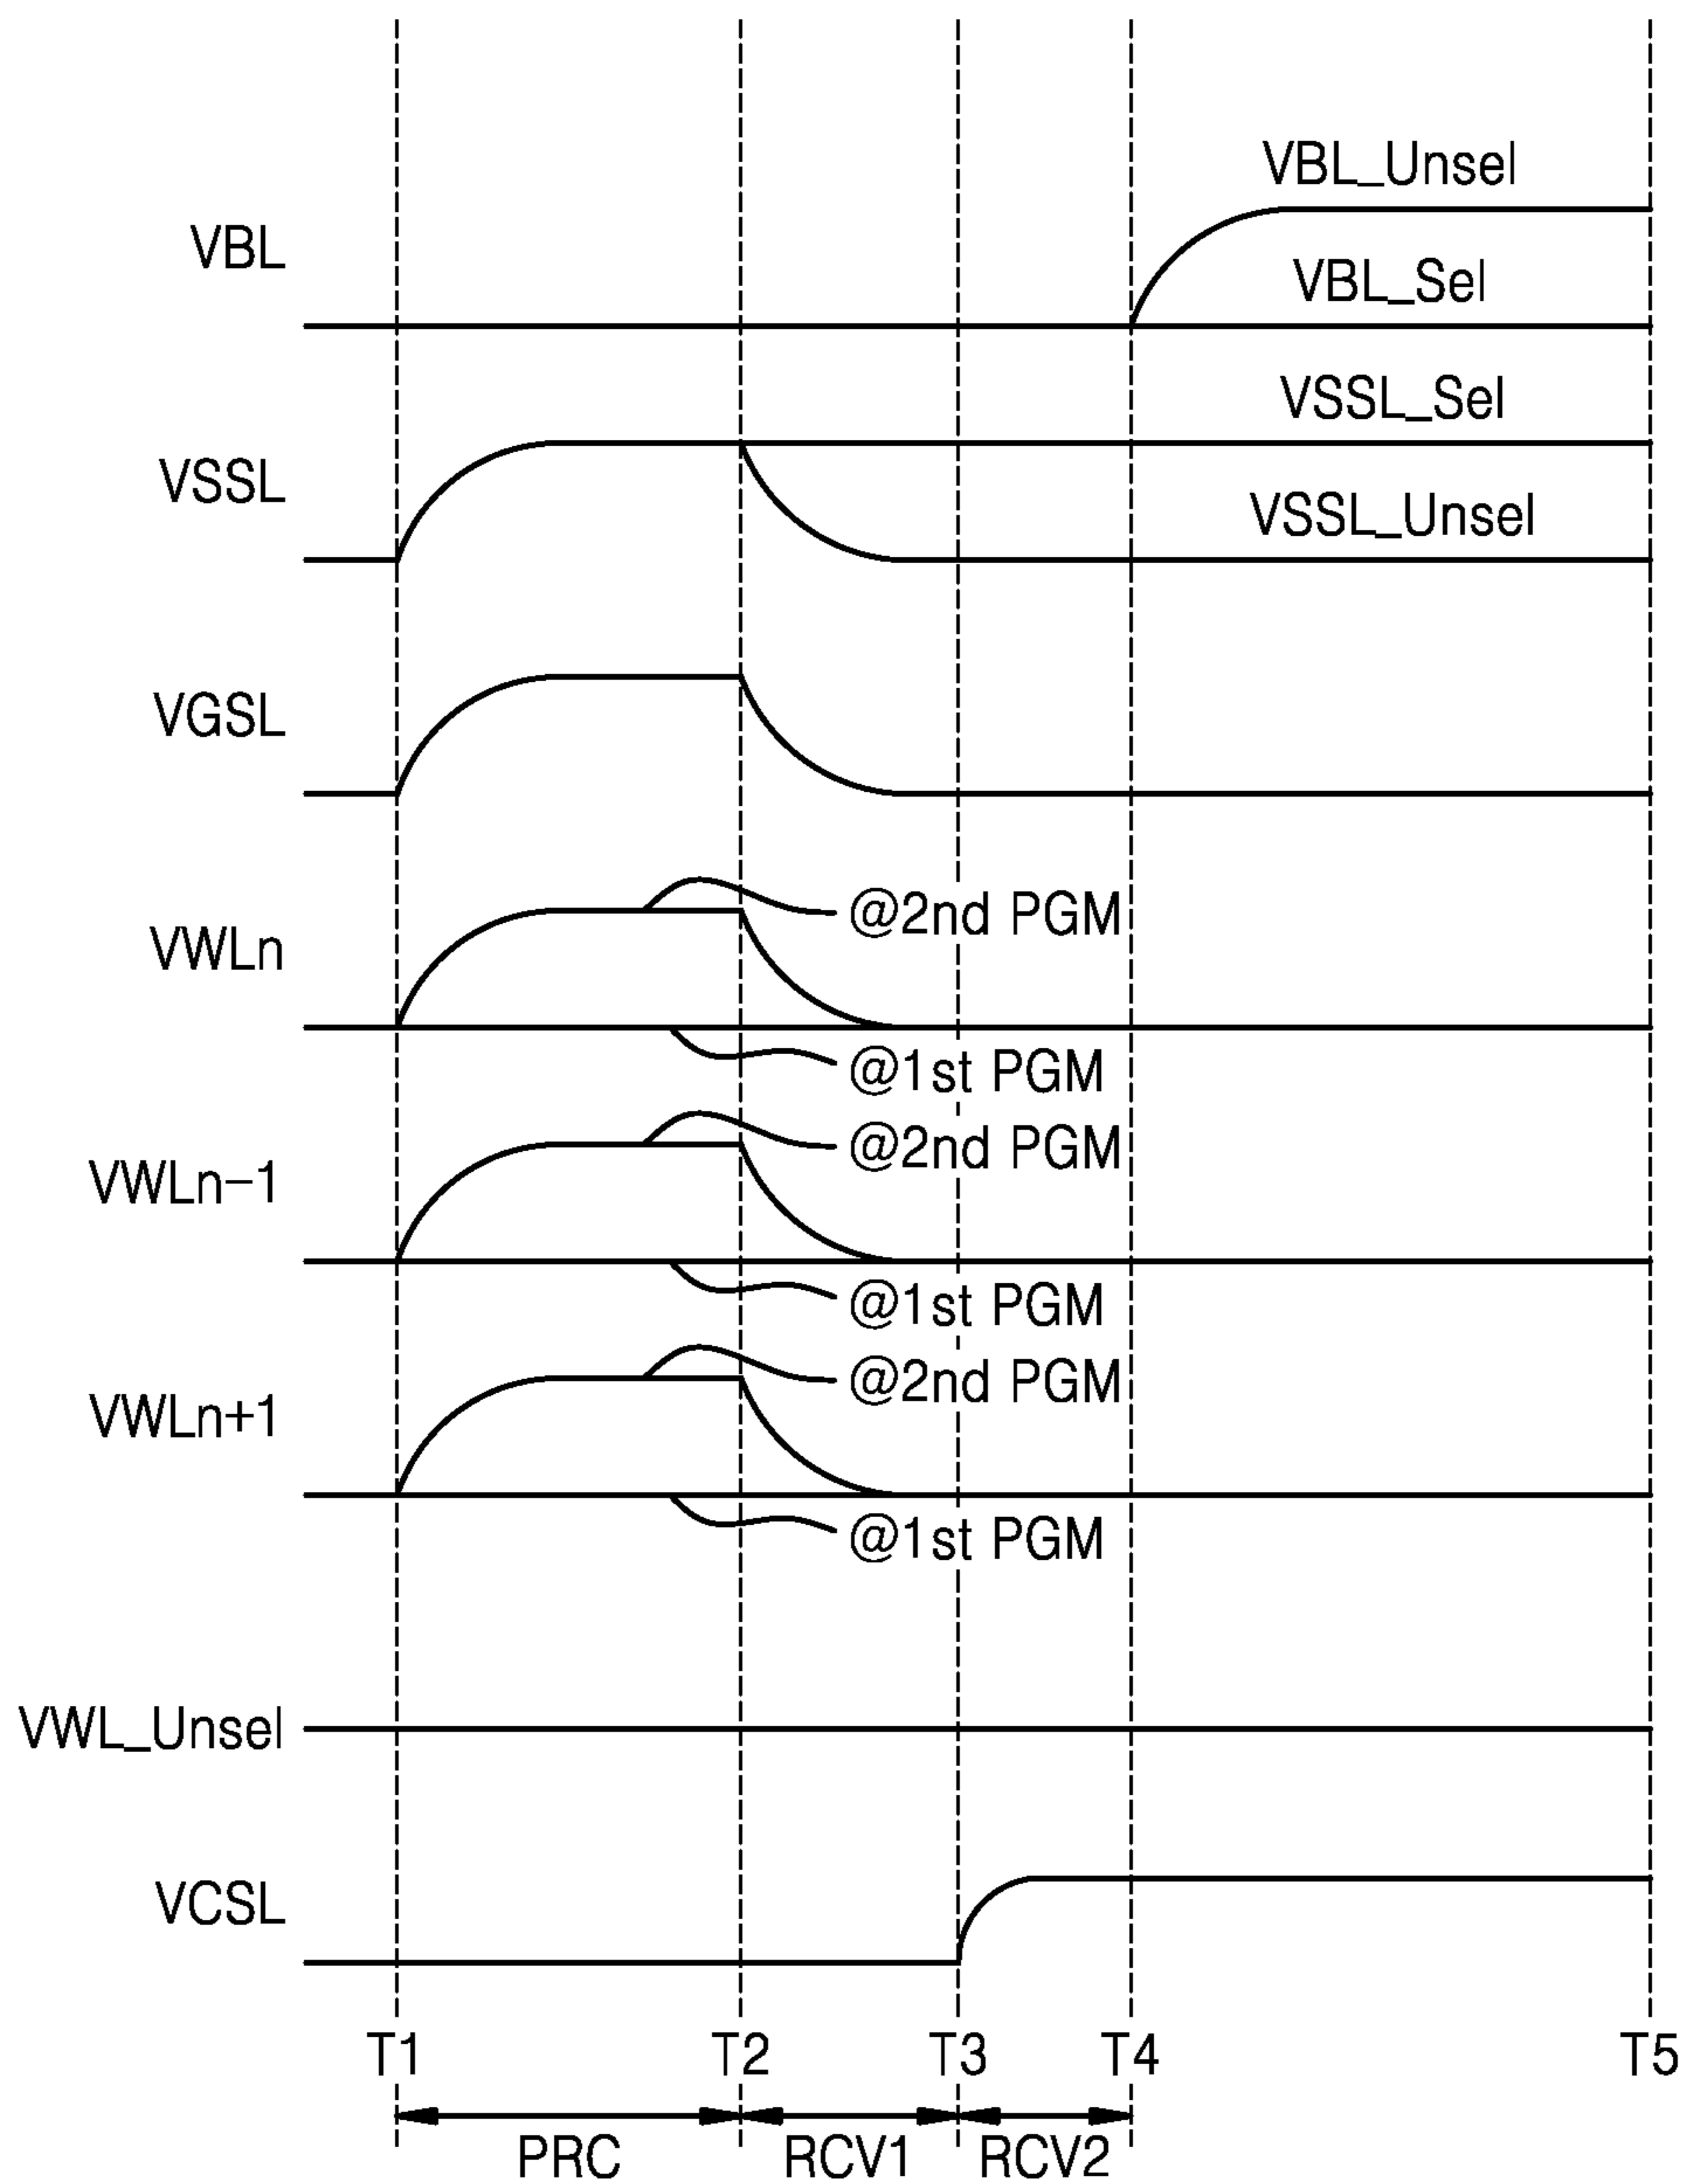 VBL_Unsel
VBL
VBL_Sel
VSSL_Sel
VSSL
VSSL_Unsel
VGSL
@2nd PGM
VWLn
@1st PGM
@2nd PGM
VWLn-1
@1st PGM
@2nd PGM
VWLn+1
@1st PGM
VWL_Unsel
VCSL
T1 T2 T3 T4 T5
PRC RCV1 RCV2